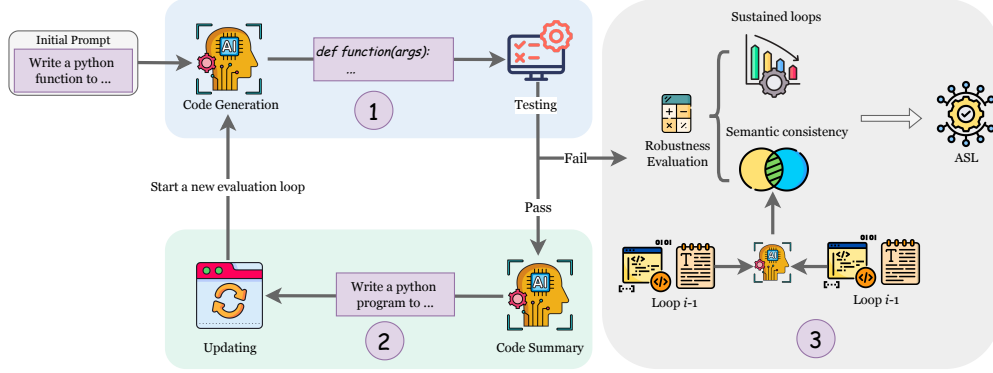 Initial Prompt
Write a python
function to ...
AI
Code Generation
def function(args):
...
1
Testing
Fail
Pass
Start a new evaluation loop
Updating
Write a python
program to ...
2
AI
Code Summary
Sustained loops
Robustness
Evaluation
Semantic consistency
ASL
0101
</>
T
</>
[...]
Loop i-1
0101
</>
T
</>
[...]
Loop i-1
3